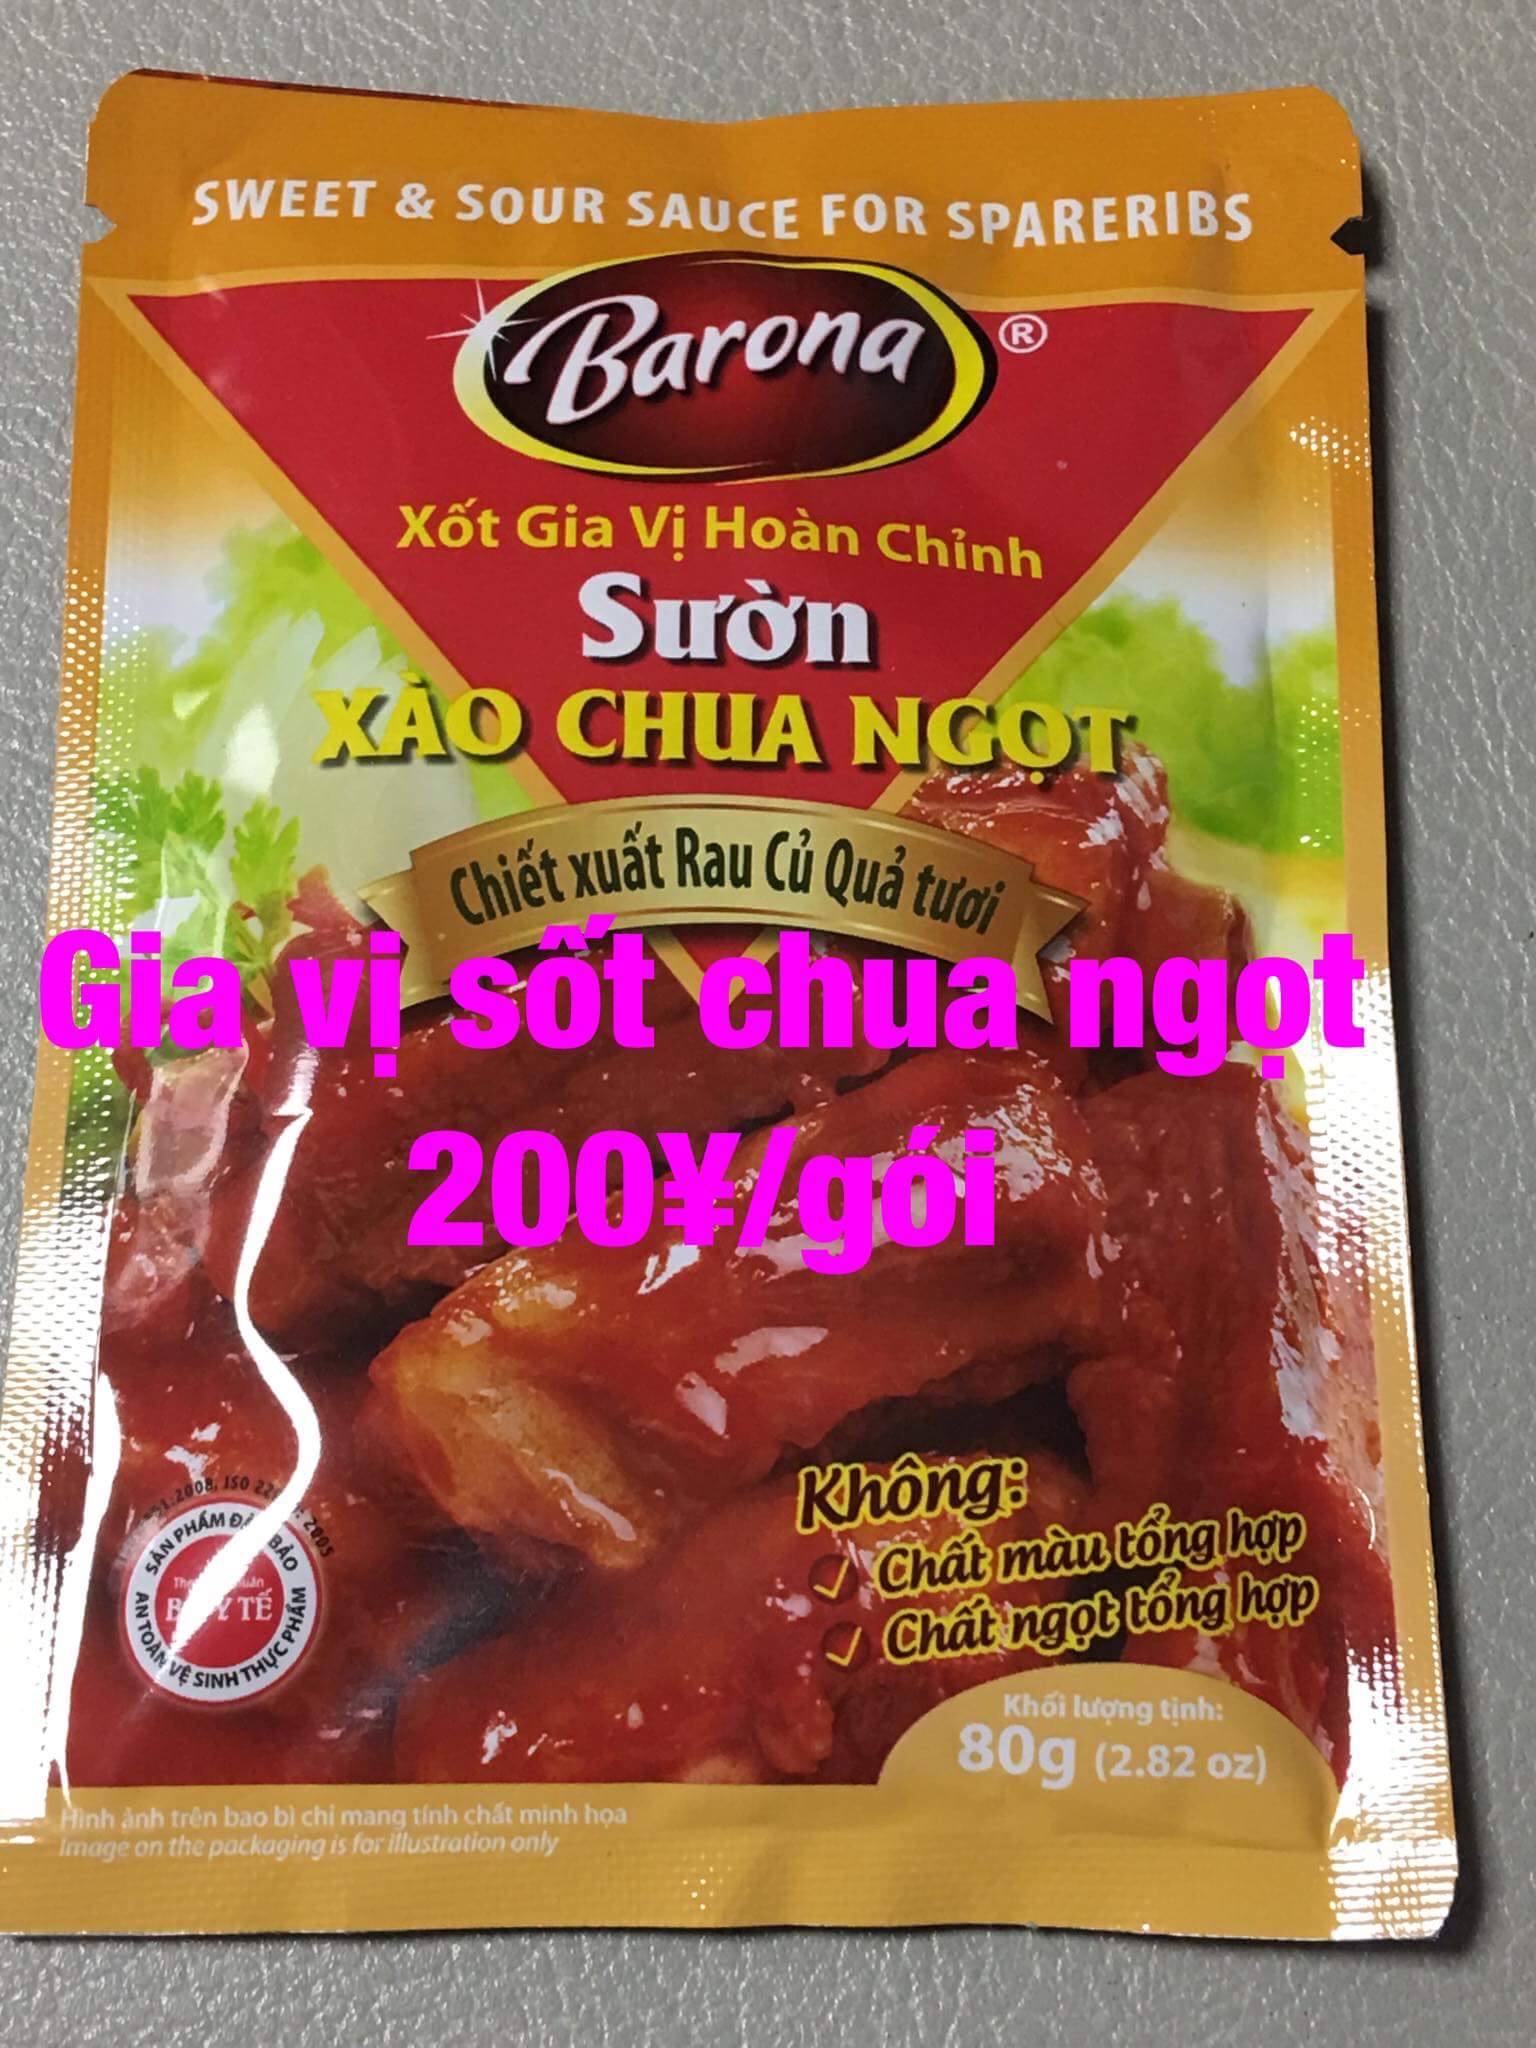 SWEET & SOUR SAUCE FOR SPARERIBS
Barona ®
Xốt Gia Vị Hoàn Chỉnh
Sườn
XÀO CHUA NGỌT
Chiết xuất Rau Củ Quả tươi
Gia vị sốt chua ngọt
200¥/gói
Không:
Chất màu tổng hợp
Chất ngọt tổng hợp
SẢN PHẨM ĐẢM BẢO
Y TẾ
AN TOÀN VỆ SINH THỰC PHẨM
Khối lượng tịnh:
80g (2.82 oz)
Hình ảnh trên bao bì chỉ mang tính chất minh họa
Image on the packaging is for illustration only